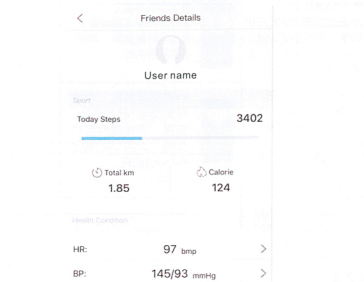 Friends Details
User name
Sport
Today Steps 3402
Total km Calorie
1.85 124
Health Condition
HR: 97 bmp
BP: 145/93 mmHg